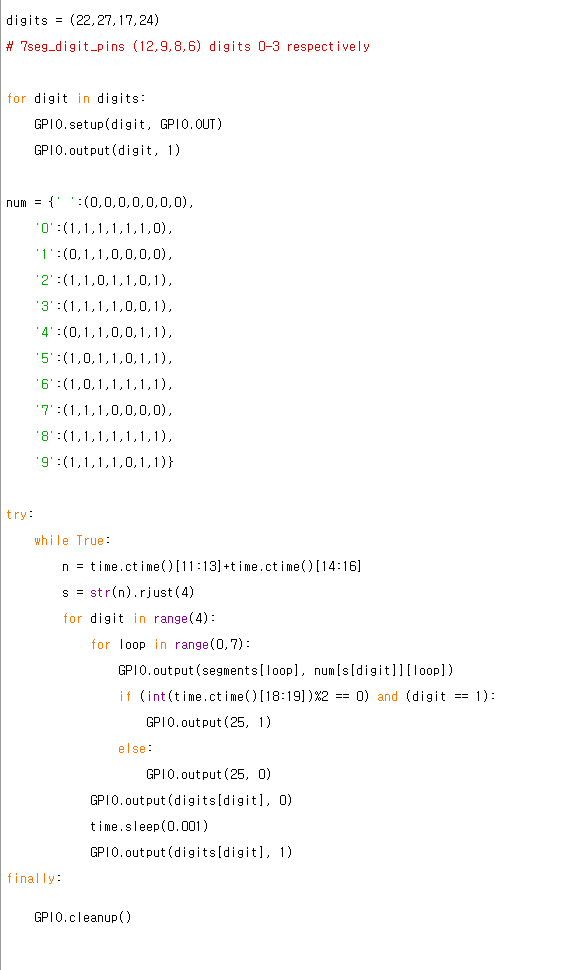 digits = (22,27,17,24)
# 7seg_digit_pins (12,9,8,6) digits 0-3 respectively
for digit in digits:
    GPIO.setup(digit, GPIO.OUT)
    GPIO.output(digit, 1)
num = {' ':(0,0,0,0,0,0,0),
    '0':(1,1,1,1,1,1,0),
    '1':(0,1,1,0,0,0,0),
    '2':(1,1,0,1,1,0,1),
    '3':(1,1,1,1,0,0,1),
    '4':(0,1,1,0,0,1,1),
    '5':(1,0,1,1,0,1,1),
    '6':(1,0,1,1,1,1,1),
    '7':(1,1,1,0,0,0,0),
    '8':(1,1,1,1,1,1,1),
    '9':(1,1,1,1,0,1,1)}
try:
    while True:
        n = time.ctime()[11:13]+time.ctime()[14:16]
        s = str(n).rjust(4)
        for digit in range(4):
            for loop in range(0,7):
                GPIO.output(segments[loop], num[s[digit]][loop])
                if (int(time.ctime()[18:19])%2 == 0) and (digit == 1):
                    GPIO.output(25, 1)
                else:
                    GPIO.output(25, 0)
            GPIO.output(digits[digit], 0)
            time.sleep(0.001)
            GPIO.output(digits[digit], 1)
finally:
    GPIO.cleanup()